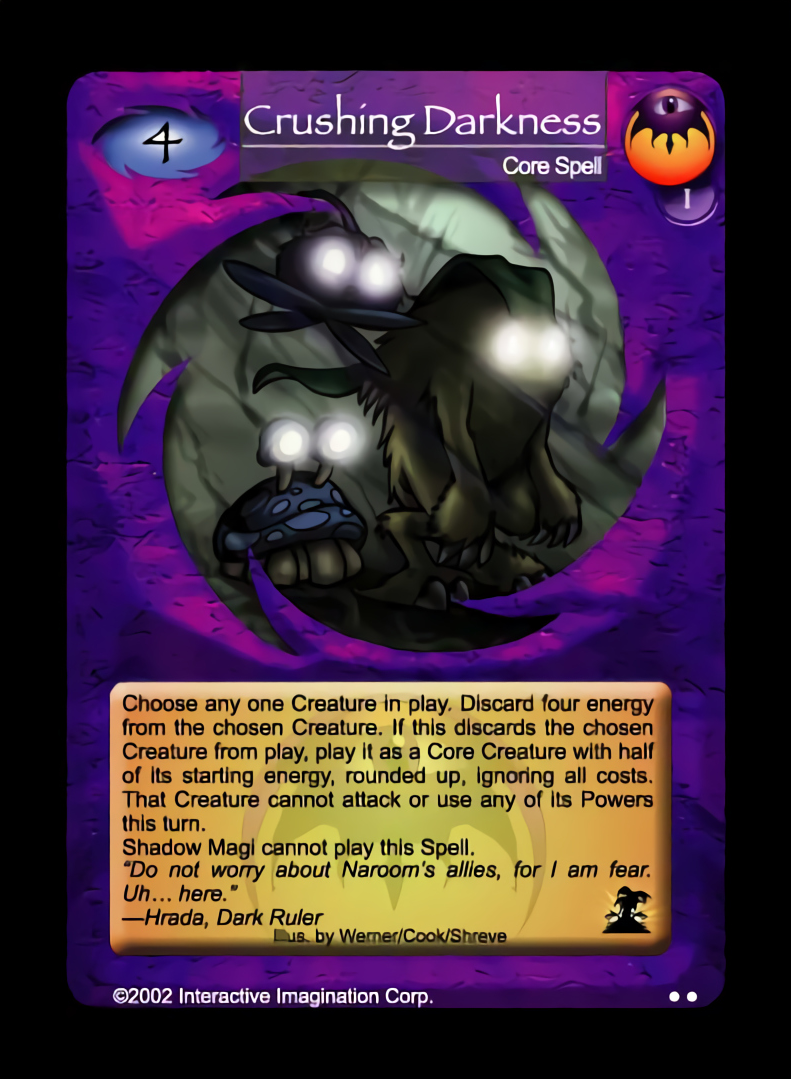 4
Crushing Darkness
Core Spell
I
Choose any one Creature in play. Discard four energy
from the chosen Creature. If this discards the chosen
Creature from play, play it as a Core Creature with half
of its starting energy, rounded up, ignoring all costs.
That Creature cannot attack or use any of its Powers
this turn.
Shadow Magi cannot play this Spell.
“Do not worry about Naroom's allies, for I am fear.
Uh... here.”
—Hrada, Dark Ruler
Illus. by Werner/Cook/Shreve
©2002 Interactive Imagination Corp.